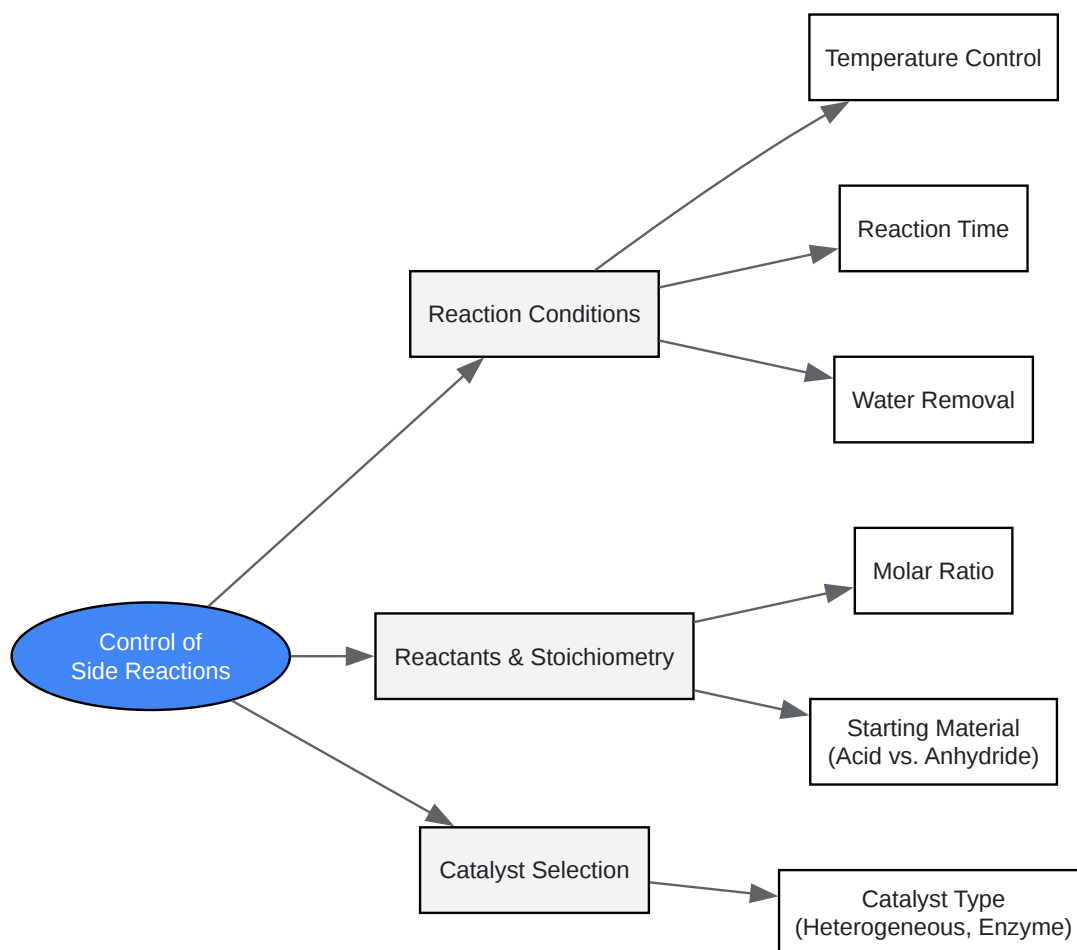 Temperature Control
Reaction Time
Reaction Conditions
Water Removal
Molar Ratio
Control of
Side Reactions
Reactants & Stoichiometry
Starting Material
(Acid vs. Anhydride)
Catalyst Selection
Catalyst Type
(Heterogeneous, Enzyme)